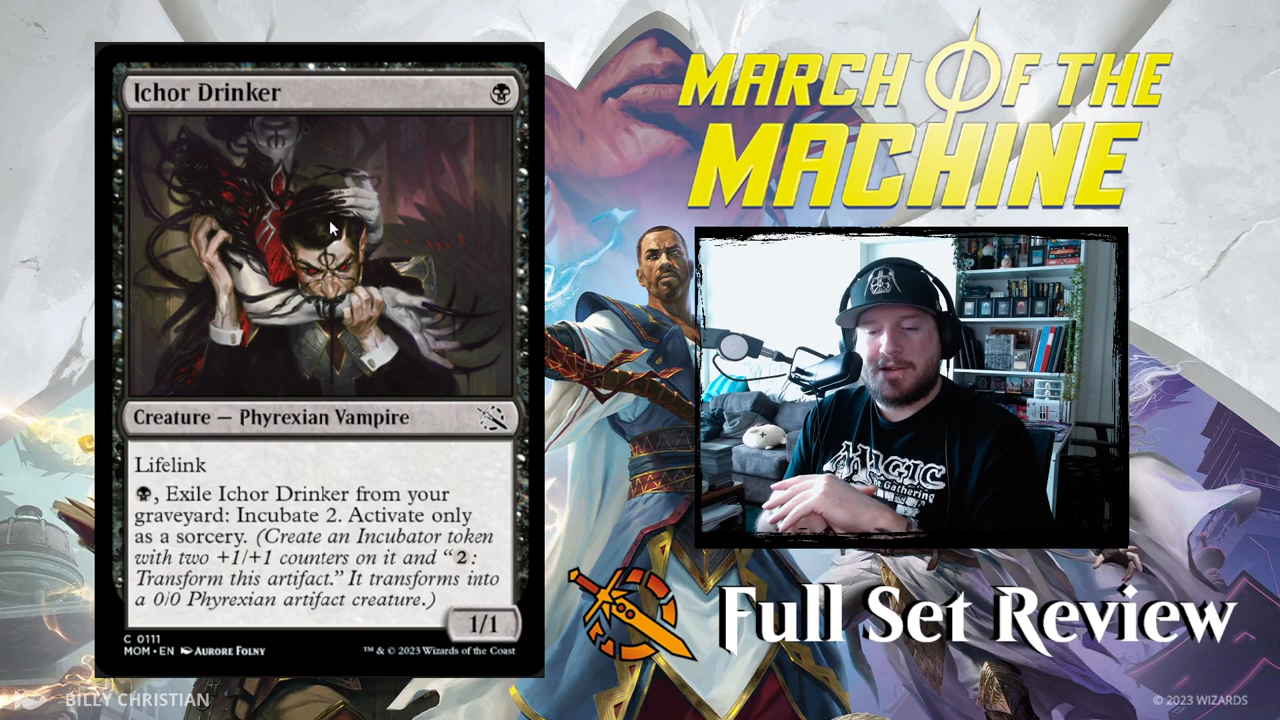 Ichor Drinker
Creature — Phyrexian Vampire
Lifelink
, Exile Ichor Drinker from your
graveyard: Incubate 2. Activate only
as a sorcery. (Create an Incubator token
with two +1/+1 counters on it and “2:
Transform this artifact.” It transforms into
a 0/0 Phyrexian artifact creature.)
1/1
C 0111
MOM • EN AURORE FOLNY
™ & © 2023 Wizards of the Coast
MARCH OF THE
MACHINE
MAGIC
the Gathering
Full Set Review
BILLY CHRISTIAN
© 2023 WIZARDS